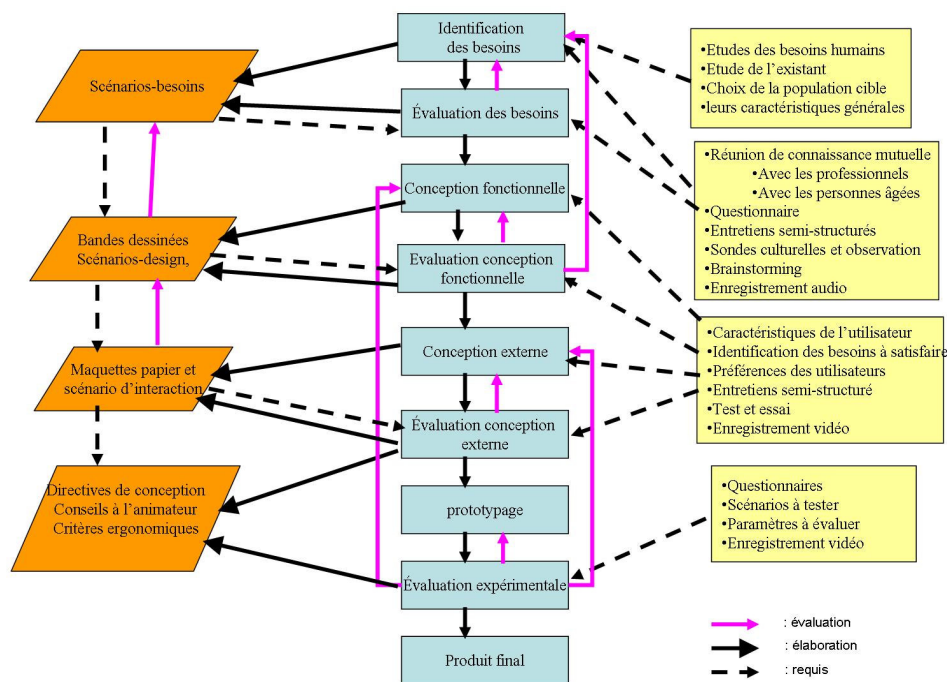 Identification
des besoins
Évaluation des besoins
Conception fonctionnelle
Evaluation conception
fonctionnelle
Conception externe
Évaluation conception
externe
prototypage
Évaluation expérimentale
Produit final
Scénarios-besoins
Bandes dessinées
Scénarios-design,
Maquettes papier et
scénario d'interaction
Directives de conception
Conseils à l'animateur
Critères ergonomiques
•Etudes des besoins humains
•Etude de l'existant
•Choix de la population cible
•leurs caractéristiques générales
•Réunion de connaissance mutuelle
•Avec les professionnels
•Avec les personnes âgées
•Questionnaire
•Entretiens semi-structurés
•Sondes culturelles et observation
•Brainstorming
•Enregistrement audio
•Caractéristiques de l'utilisateur
•Identification des besoins à satisfaire
•Préférences des utilisateurs
•Entretiens semi-structuré
•Test et essai
•Enregistrement vidéo
•Questionnaires
•Scénarios à tester
•Paramètres à évaluer
•Enregistrement vidéo
: évaluation
: élaboration
: requis